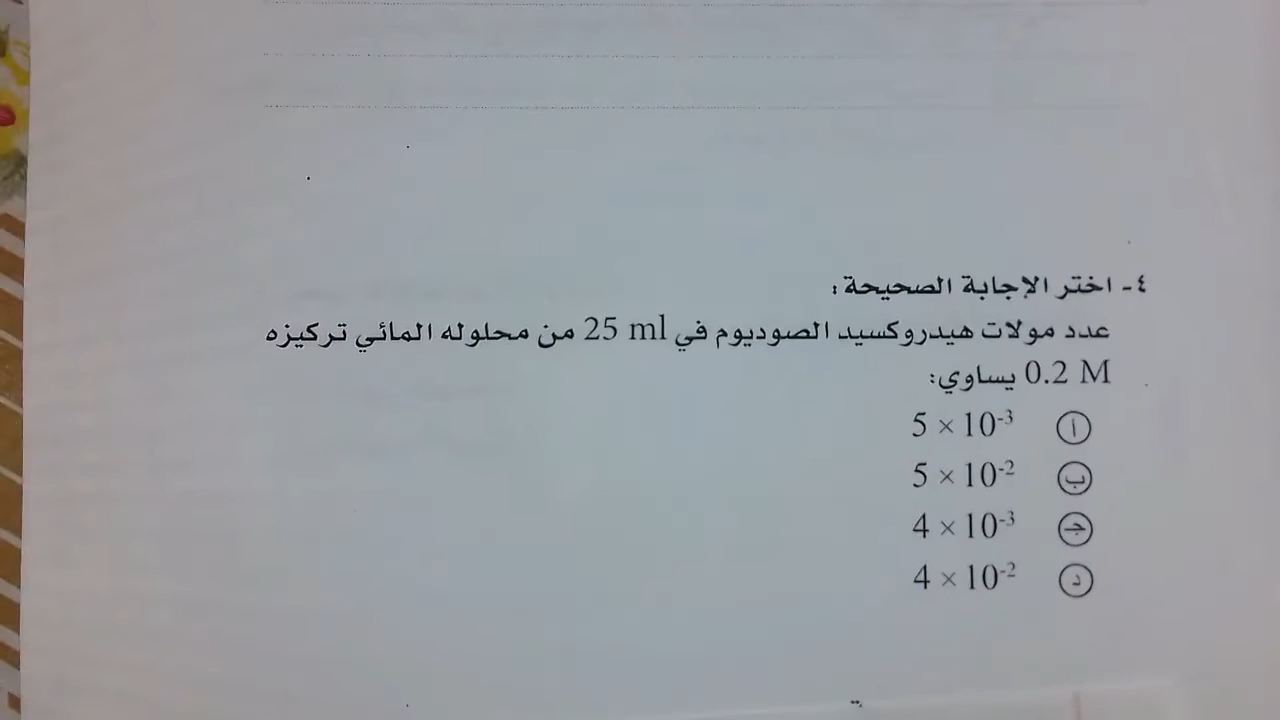 ٤- اختر الإجابة الصحيحة :
عدد مولات هيدروكسيد الصوديوم في 25 ml من محلوله المائي تركيزه
0.2 M يساوي:
أ 5 × 10⁻³
ب 5 × 10⁻²
ج 4 × 10⁻³
د 4 × 10⁻²